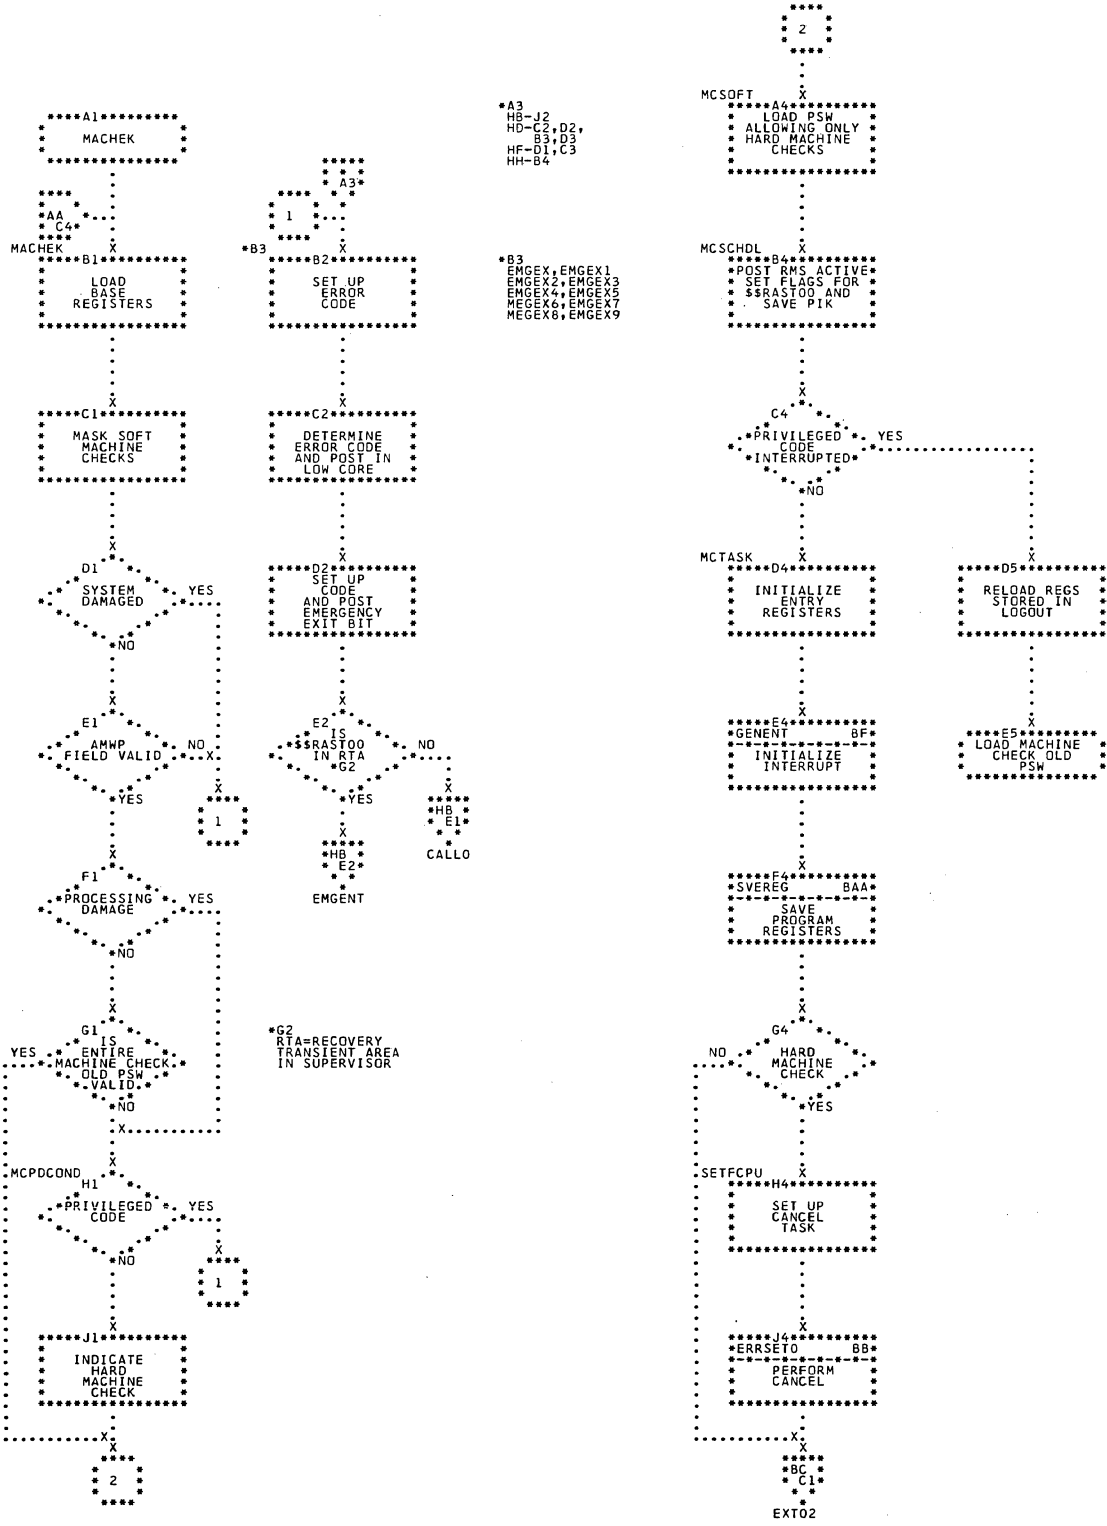 A1
MACHEK
AA
C4
MACHEK
B1
LOAD
BASE
REGISTERS
C1
MASK SOFT
MACHINE
CHECKS
D1
SYSTEM
DAMAGED
YES
*NO
E1
AMWP
FIELD VALID
NO
*YES
1
F1
*PROCESSING
DAMAGE
YES
*NO
G1
IS
ENTIRE
MACHINE CHECK
OLD PSW
VALID
YES
*NO
MCPDCOND
H1
*PRIVILEGED
CODE
YES
*NO
1
J1
INDICATE
HARD
MACHINE
CHECK
2
A3
1
*B3
B2
SET UP
ERROR
CODE
C2
DETERMINE
ERROR CODE
AND POST IN
LOW CORE
D2
SET UP
CODE
AND POST
EMERGENCY
EXIT BIT
E2
IS
*$$RAST00
IN RTA
*G2
NO
*YES
HB
E1
CALLO
HB
E2
EMGENT
*G2
RTA=RECOVERY
TRANSIENT AREA
IN SUPERVISOR
*A3
HB-J2
HD-C2,D2,
B3,D3
HF-D1,C3
HH-B4
*B3
EMGEX,EMGEX1
EMGEX2,EMGEX3
EMGEX4,EMGEX5
MEGEX6,EMGEX7
MEGEX8,EMGEX9
2
MCSOFT
A4
LOAD PSW
ALLOWING ONLY
HARD MACHINE
CHECKS
MCSCHDL
B4
POST RMS ACTIVE
SET FLAGS FOR
$$RAST00 AND
SAVE PIK
C4
*PRIVILEGED
CODE
*INTERRUPTED*
YES
*NO
MCTASK
D4
INITIALIZE
ENTRY
REGISTERS
D5
RELOAD REGS
STORED IN
LOGOUT
E4
*GENENT BF*
INITIALIZE
INTERRUPT
E5
LOAD MACHINE
CHECK OLD
PSW
F4
*SVEREG BAA*
SAVE
PROGRAM
REGISTERS
G4
HARD
MACHINE
CHECK
NO
*YES
SETFCPU
H4
SET UP
CANCEL
TASK
J4
*ERRSETO BB*
PERFORM
CANCEL
BC
C1
EXT02